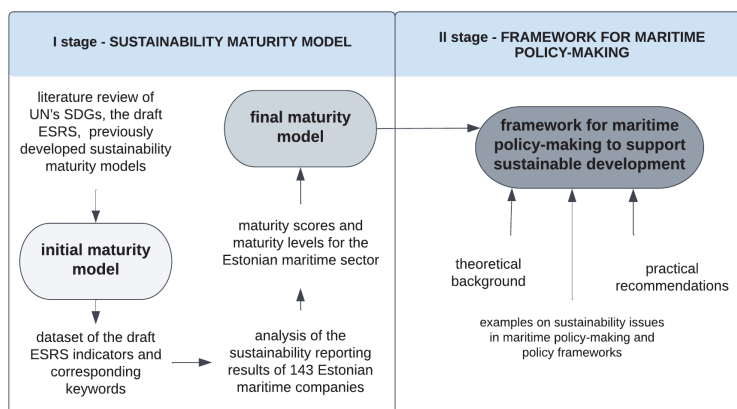 I stage - SUSTAINABILITY MATURITY MODEL
literature review of
UN's SDGs, the draft
ESRS, previously
developed sustainability
maturity models
initial maturity
model
dataset of the draft
ESRS indicators and
corresponding
keywords
analysis of the
sustainability reporting
results of 143 Estonian
maritime companies
maturity scores and
maturity levels for the
Estonian maritime sector
final maturity
model
II stage - FRAMEWORK FOR MARITIME
POLICY-MAKING
framework for maritime
policy-making to support
sustainable development
theoretical
background
examples on sustainability issues
in maritime policy-making and
policy frameworks
practical
recommendations